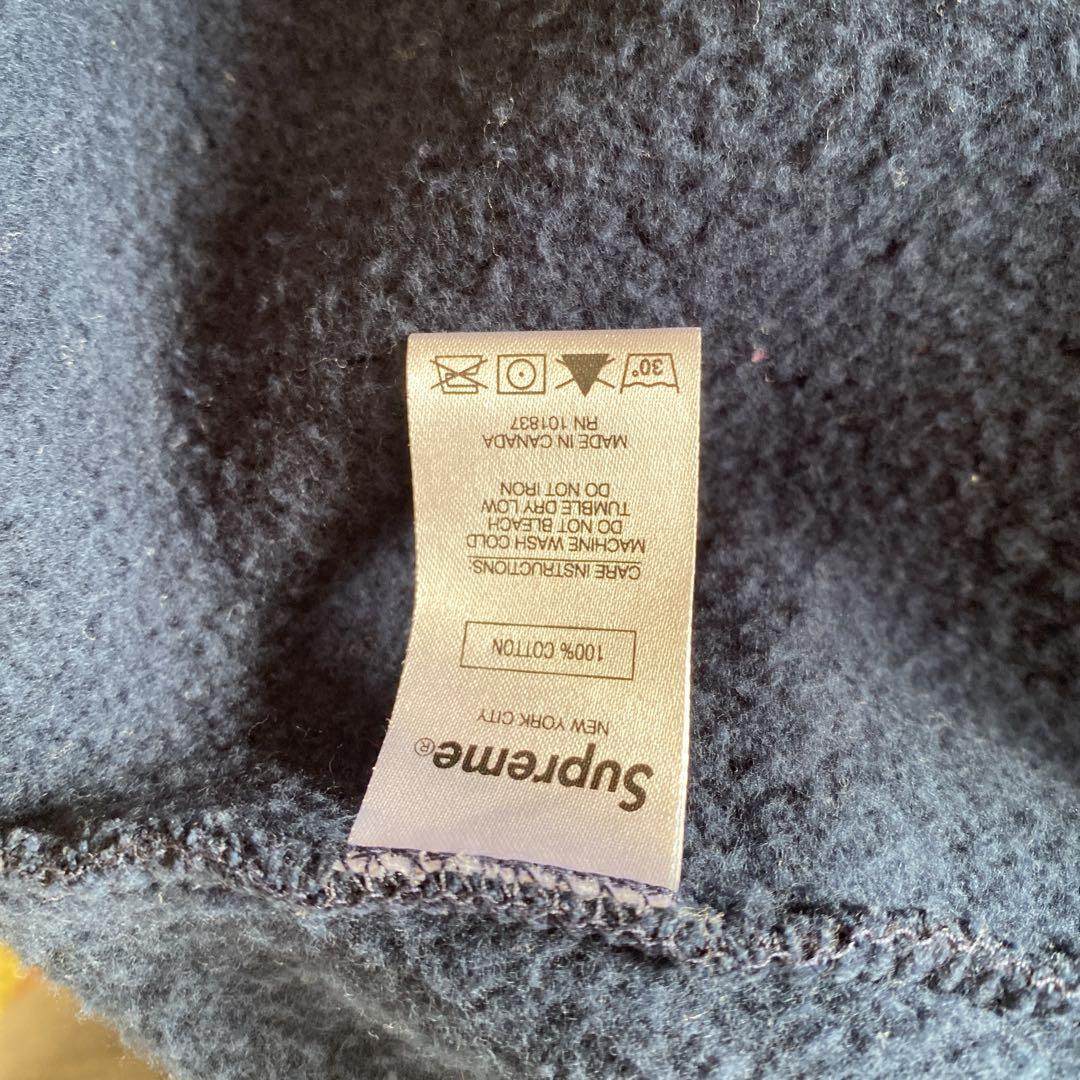 Supreme®
NEW YORK CITY
100% COTTON
CARE INSTRUCTIONS:
MACHINE WASH COLD
DO NOT BLEACH
TUMBLE DRY LOW
DO NOT IRON
MADE IN CANADA
RN 101837
30°